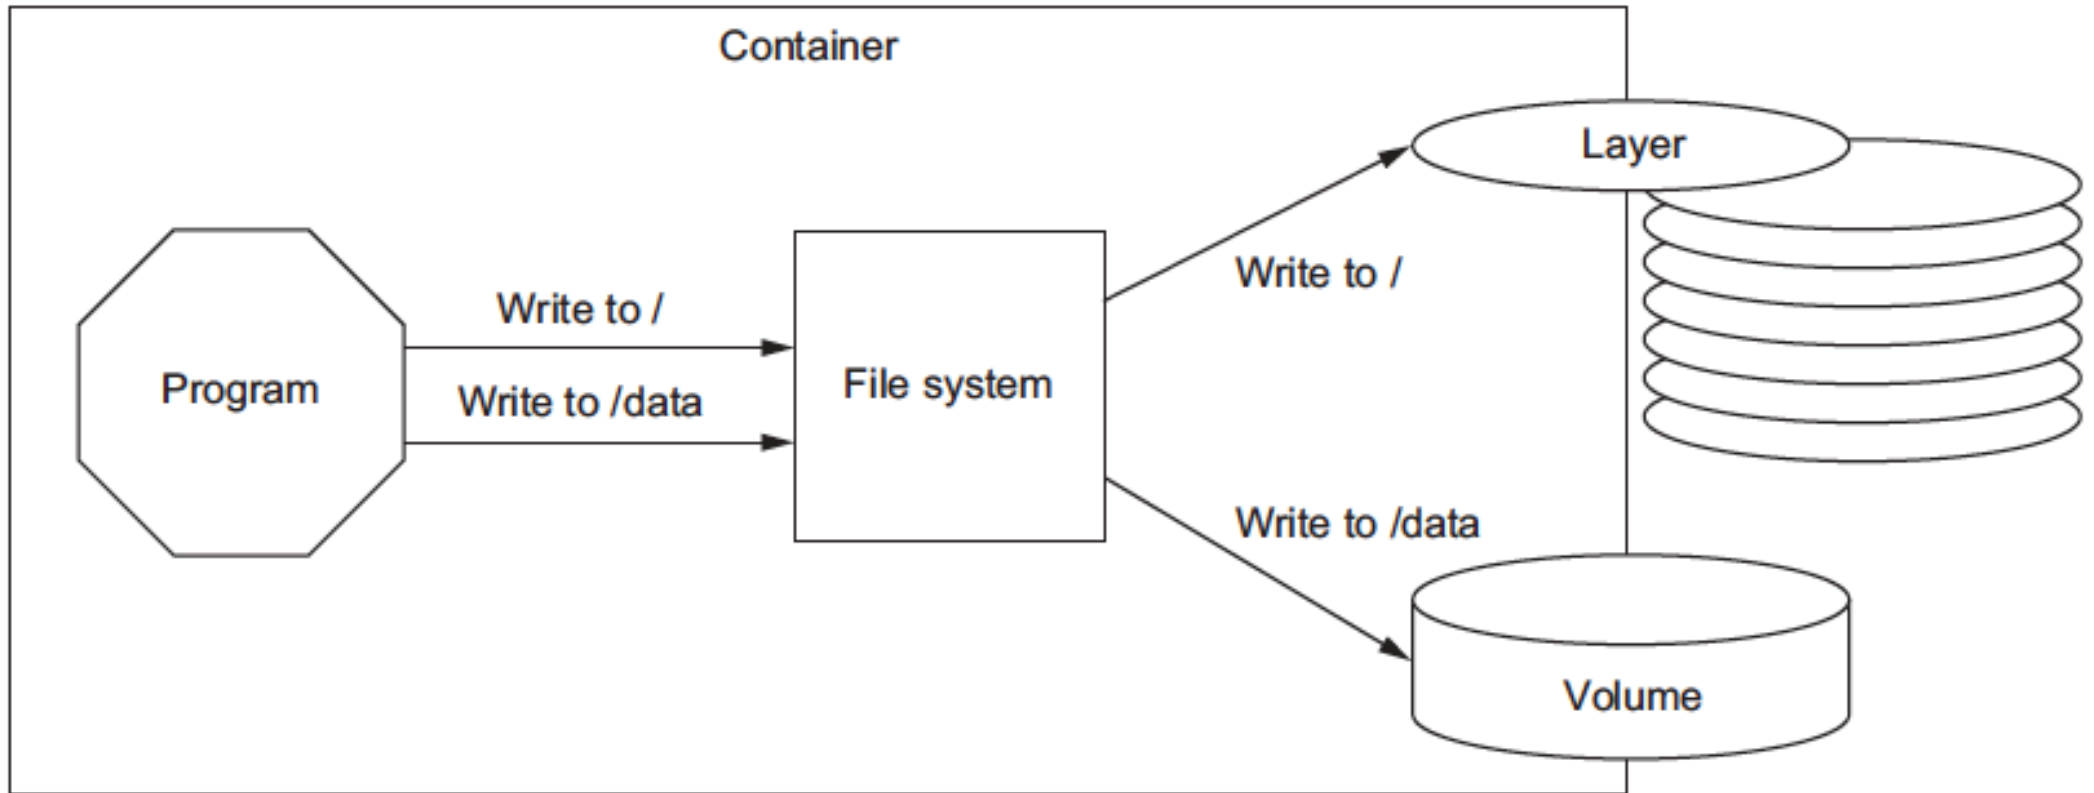 Container
Layer
Write to /
Write to /
Program
File system
Write to /data
Write to /data
Volume